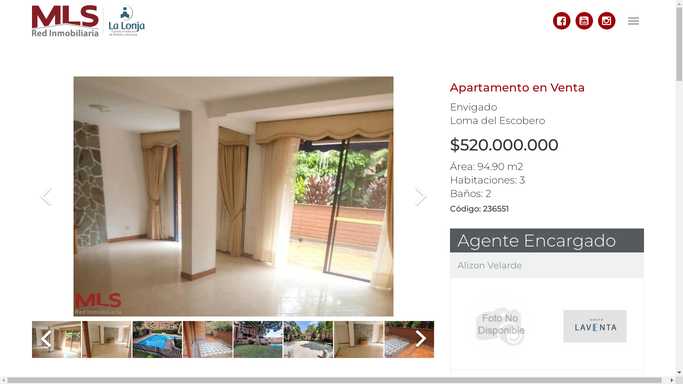 MLS
Red Inmobiliaria
La Lonja
Apartamento en Venta
Envigado
Loma del Escobero
$520.000.000
Área: 94.90 m2
Habitaciones: 3
Baños: 2
Código: 236551
MLS
Red Inmobiliaria
Agente Encargado
Alizon Velarde
Foto No
Disponible
LAVENTA